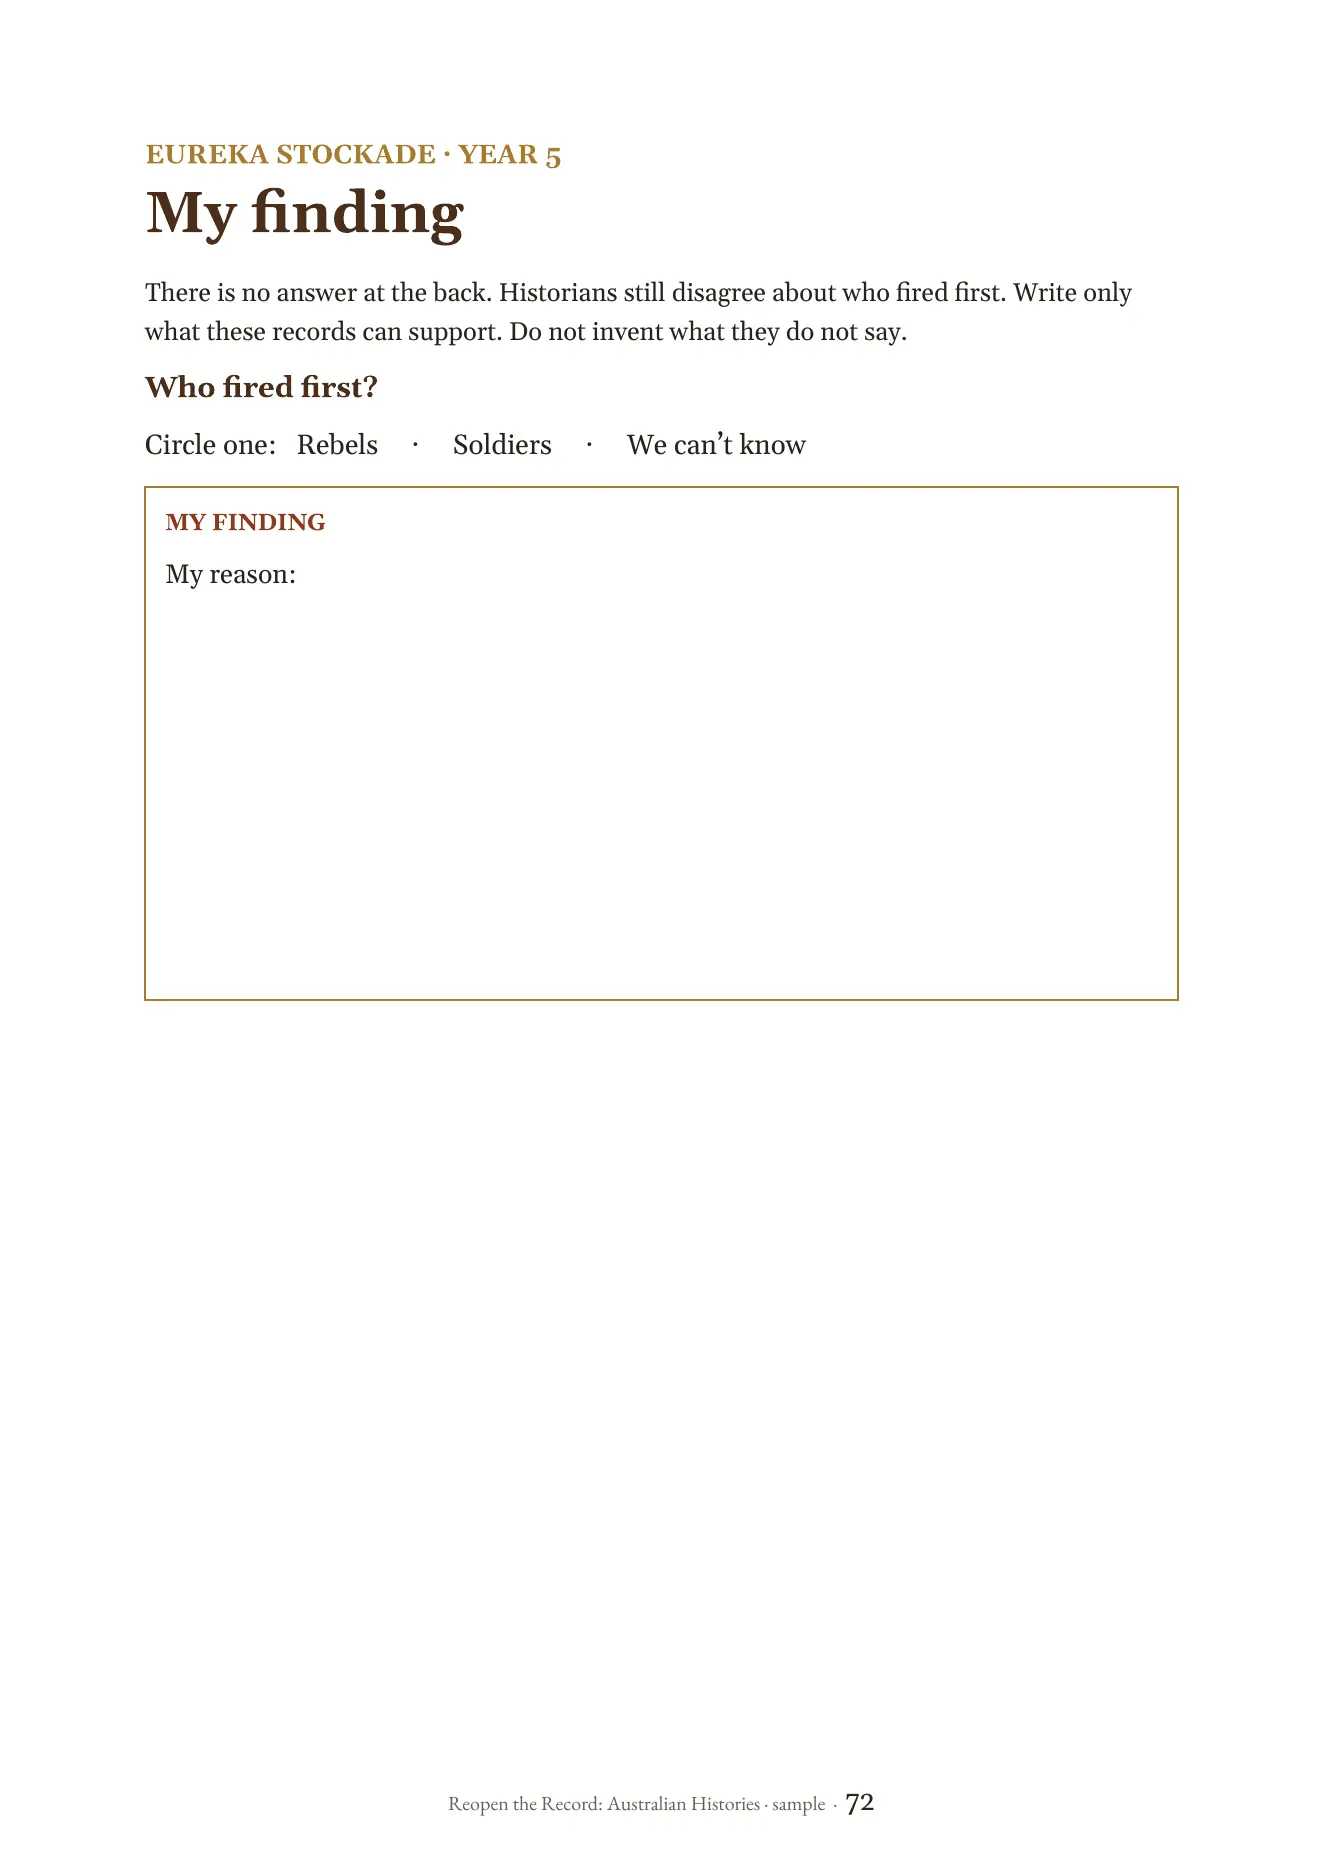 EUREKA STOCKADE · YEAR 5
My finding
There is no answer at the back. Historians still disagree about who fired first. Write only
what these records can support. Do not invent what they do not say.
Who fired first?
Circle one: Rebels · Soldiers · We can’t know
MY FINDING
My reason:
Reopen the Record: Australian Histories · sample · 72